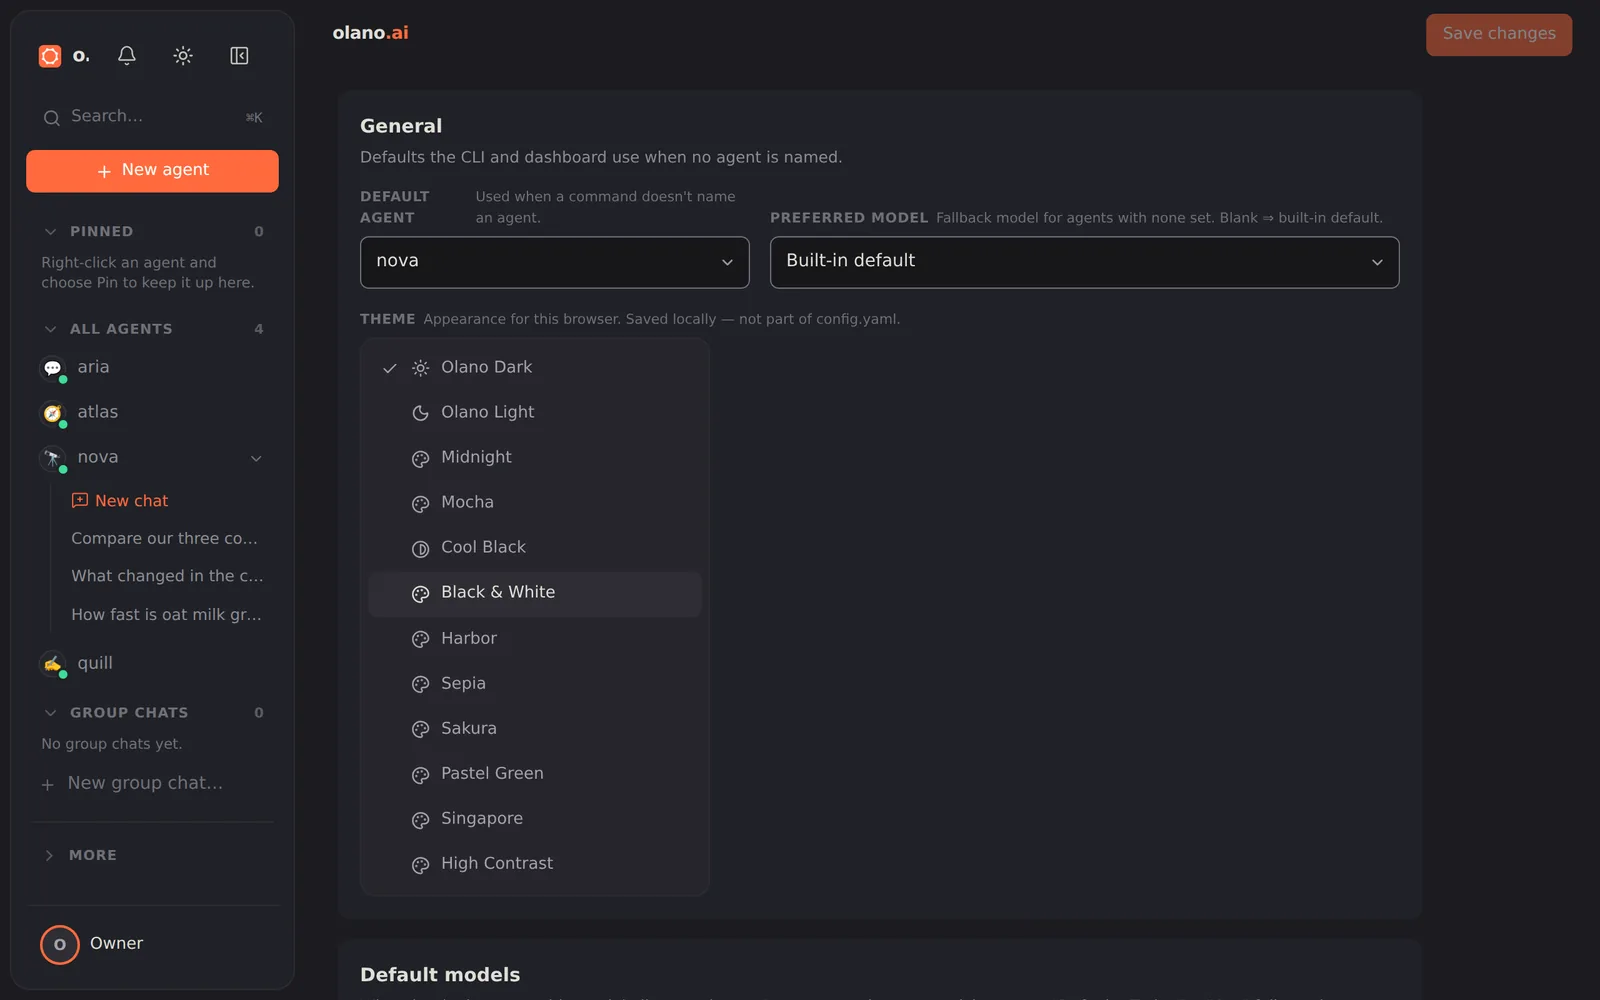 o.
Search...
⌘K
+ New agent
PINNED 0
Right-click an agent and
choose Pin to keep it up here.
ALL AGENTS 4
aria
atlas
nova
New chat
Compare our three co...
What changed in the c...
How fast is oat milk gr...
quill
GROUP CHATS 0
No group chats yet.
+ New group chat...
MORE
O Owner
olano.ai
Save changes
General
Defaults the CLI and dashboard use when no agent is named.
DEFAULT AGENT
Used when a command doesn't name an agent.
PREFERRED MODEL Fallback model for agents with none set. Blank ⇒ built-in default.
nova
Built-in default
THEME Appearance for this browser. Saved locally — not part of config.yaml.
Olano Dark
Olano Light
Midnight
Mocha
Cool Black
Black & White
Harbor
Sepia
Sakura
Pastel Green
Singapore
High Contrast
Default models